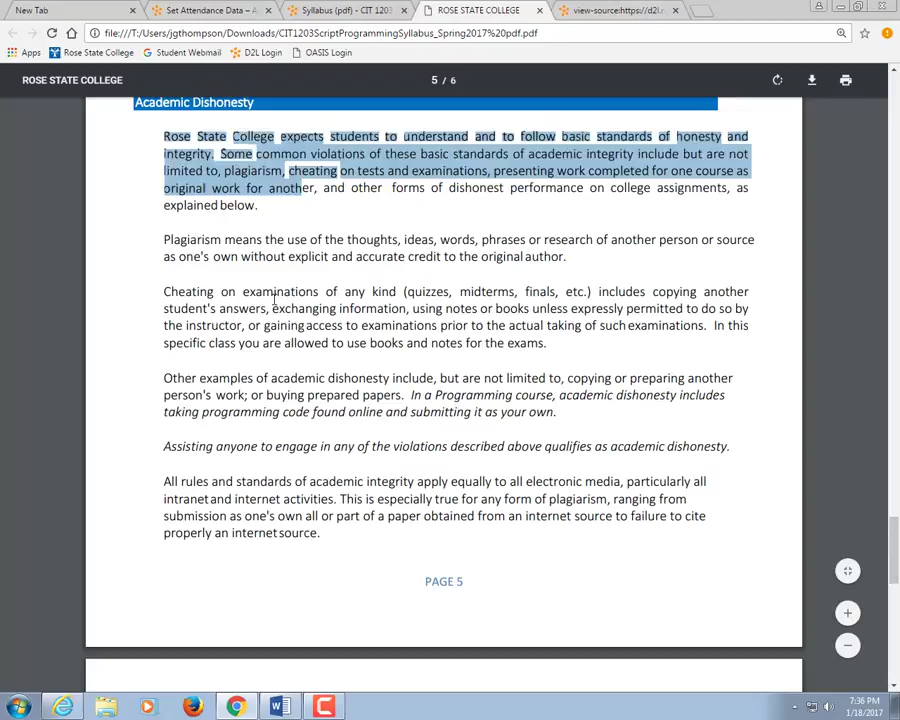 New Tab
Set Attendance Data – A
Syllabus (pdf) - CIT 1203
ROSE STATE COLLEGE
view-source:https://d2l.
file:///T:/Users/jgthompson/Downloads/CIT1203ScriptProgrammingSyllabus_Spring2017%20pdf.pdf
Apps
Rose State College
Student Webmail
D2L Login
OASIS Login
ROSE STATE COLLEGE
5 / 6
Academic Dishonesty
Rose State College expects students to understand and to follow basic standards of honesty and
integrity. Some common violations of these basic standards of academic integrity include but are not
limited to, plagiarism, cheating on tests and examinations, presenting work completed for one course as
original work for another, and other forms of dishonest performance on college assignments, as
explained below.
Plagiarism means the use of the thoughts, ideas, words, phrases or research of another person or source
as one's own without explicit and accurate credit to the original author.
Cheating on examinations of any kind (quizzes, midterms, finals, etc.) includes copying another
student's answers, exchanging information, using notes or books unless expressly permitted to do so by
the instructor, or gaining access to examinations prior to the actual taking of such examinations. In this
specific class you are allowed to use books and notes for the exams.
Other examples of academic dishonesty include, but are not limited to, copying or preparing another
person's work; or buying prepared papers. In a Programming course, academic dishonesty includes
taking programming code found online and submitting it as your own.
Assisting anyone to engage in any of the violations described above qualifies as academic dishonesty.
All rules and standards of academic integrity apply equally to all electronic media, particularly all
intranet and internet activities. This is especially true for any form of plagiarism, ranging from
submission as one's own all or part of a paper obtained from an internet source to failure to cite
properly an internet source.
PAGE 5
7:36 PM
1/18/2017